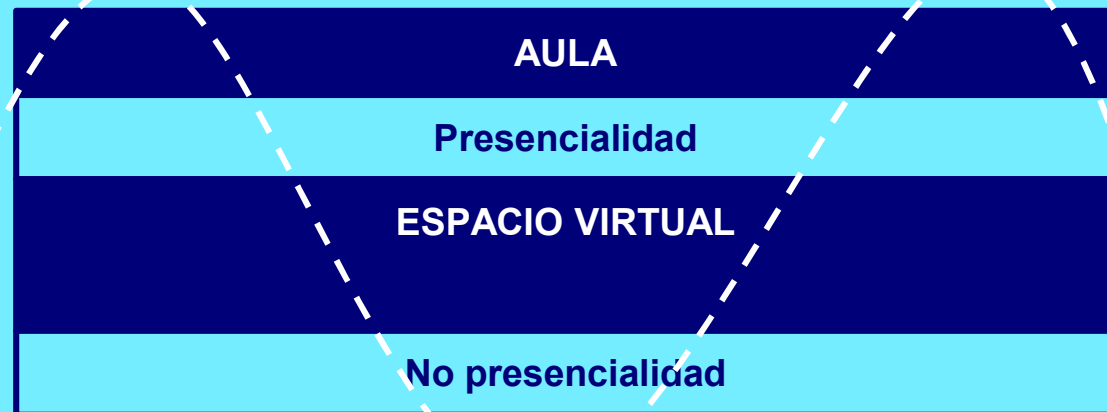 AULA
Presencialidad
ESPACIO VIRTUAL
No presencialidad